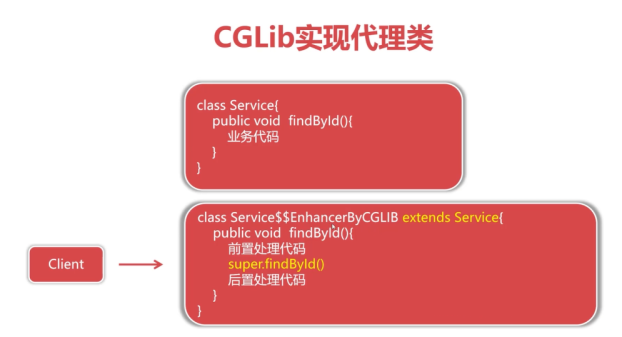 CGLib实现代理类
class Service{
public void findById(){
业务代码
}
}
class Service$$EnhancerByCGLIB extends Service{
public void findById(){
前置处理代码
super.findById()
后置处理代码
}
}
Client